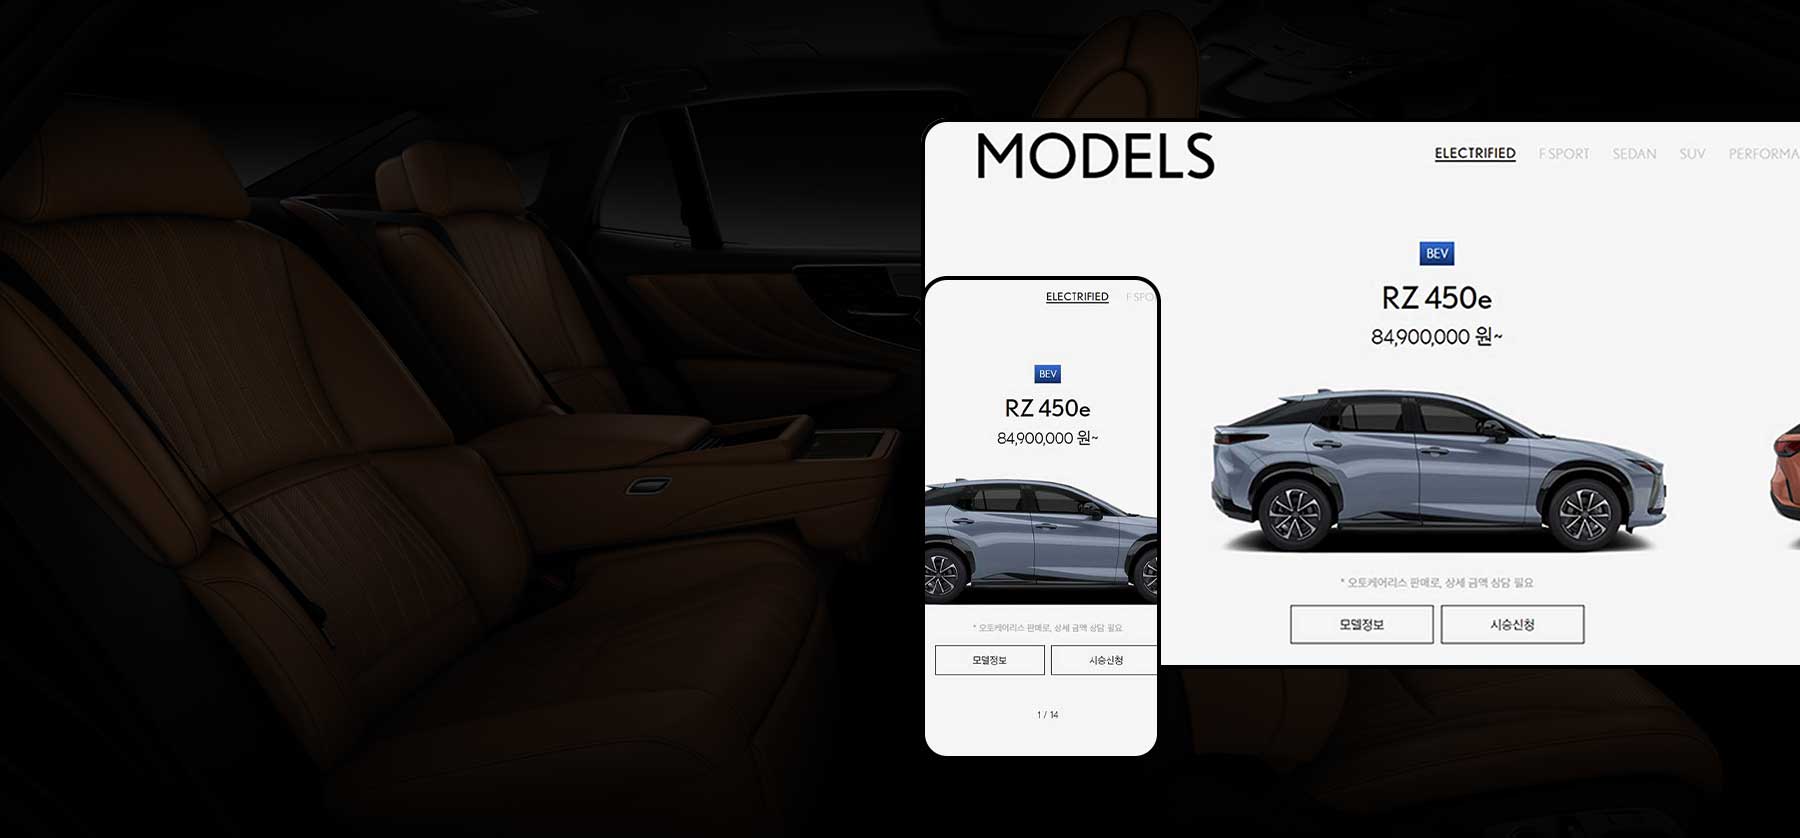 MODELS
ELECTRIFIED F SPORT SEDAN SUV PERFORMA
BEV
RZ 450e
84,900,000 원~
* 오토케어리스 판매로, 상세 금액 상담 필요
모델정보 시승신청
ELECTRIFIED F SPO
BEV
RZ 450e
84,900,000 원~
* 오토케어리스 판매로, 상세 금액 상담 필요
모델정보 시승신청
1 / 14